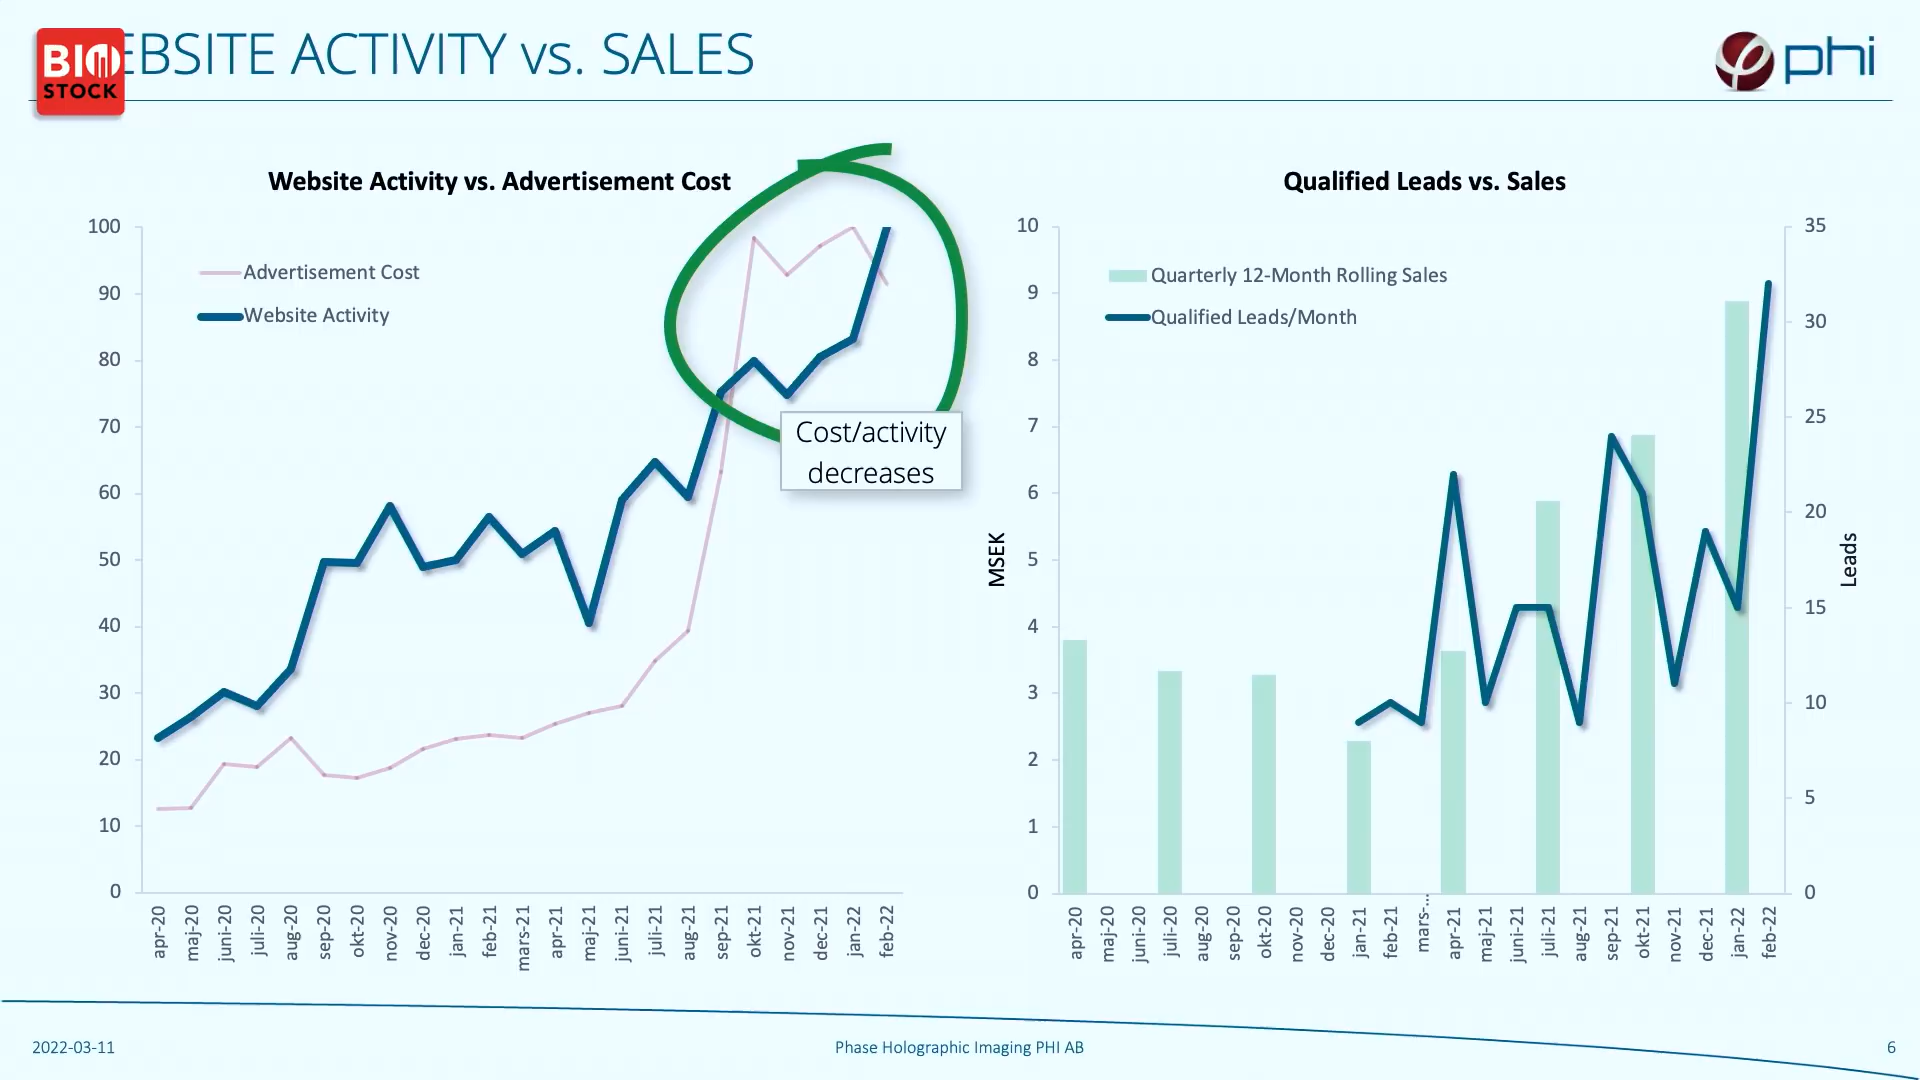 BIO
STOCK
EBSITE ACTIVITY vs. SALES
phi
Website Activity vs. Advertisement Cost
100
90
80
70
60
50
40
30
20
10
0
Advertisement Cost
Website Activity
Cost/activity
decreases
apr-20
maj-20
juni-20
juli-20
aug-20
sep-20
okt-20
nov-20
dec-20
jan-21
feb-21
mars-21
apr-21
maj-21
juni-21
juli-21
aug-21
sep-21
okt-21
nov-21
dec-21
jan-22
feb-22
Qualified Leads vs. Sales
MSEK
10
9
8
7
6
5
4
3
2
1
0
Quarterly 12-Month Rolling Sales
Qualified Leads/Month
35
30
25
20
15
10
5
0
Leads
apr-20
maj-20
juni-20
juli-20
aug-20
sep-20
okt-20
nov-20
dec-20
jan-21
feb-21
mars-...
apr-21
maj-21
juni-21
juli-21
aug-21
sep-21
okt-21
nov-21
dec-21
jan-22
feb-22
2022-03-11
Phase Holographic Imaging PHI AB
6